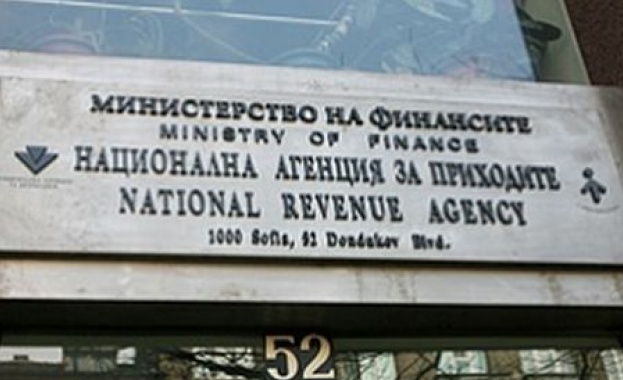 МИНИСТЕРСТВО НА ФИНАНСИТЕ
MINISTRY OF FINANCE
НАЦИОНАЛНА АГЕНЦИЯ ЗА ПРИХОДИТЕ
NATIONAL REVENUE AGENCY
1000 Sofia, 52 Dondukov Blvd.
52